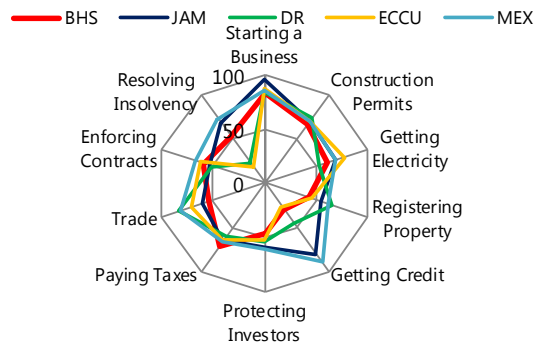 BHS JAM DR ECCU MEX
Starting a
Business
Construction
Permits
Getting
Electricity
Registering
Property
Getting Credit
Protecting
Investors
Paying Taxes
Trade
Enforcing
Contracts
Resolving
Insolvency
100
50
0